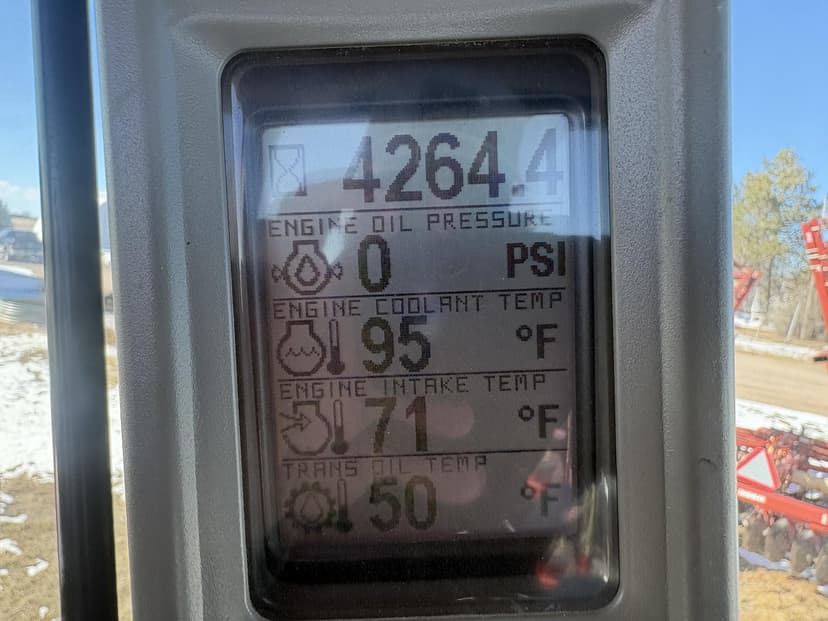 4264.4
ENGINE OIL PRESSURE
0 PSI
ENGINE COOLANT TEMP
95 °F
ENGINE INTAKE TEMP
71 °F
TRANS OIL TEMP
50 °F